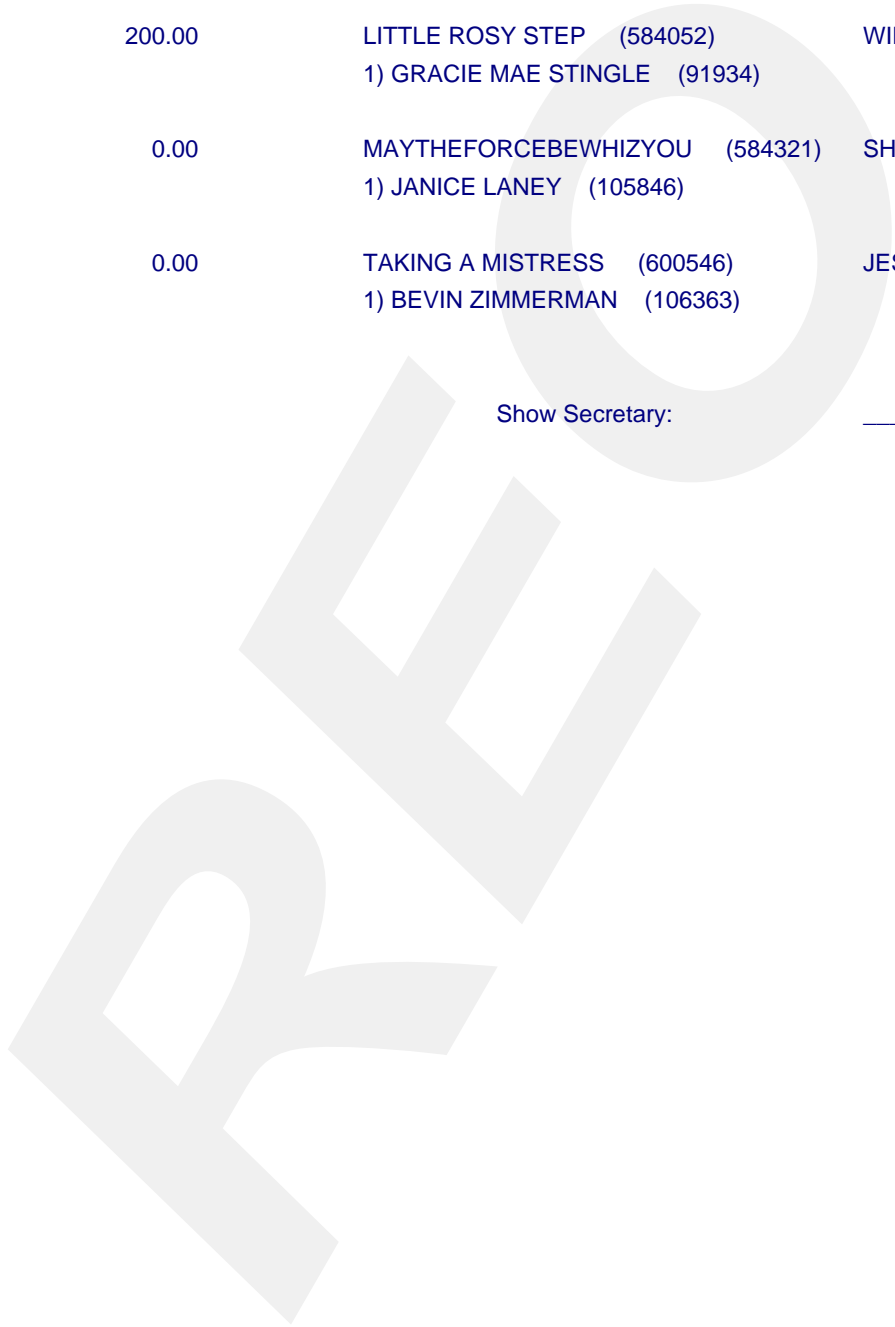 200.00 LITTLE ROSY STEP (584052)
1) GRACIE MAE STINGLE (91934)
0.00 MAYTHEFORCEBEWHIZYOU (584321) SH
1) JANICE LANEY (105846)
0.00 TAKING A MISTRESS (600546)
1) BEVIN ZIMMERMAN (106363)
Show Secretary:
REO